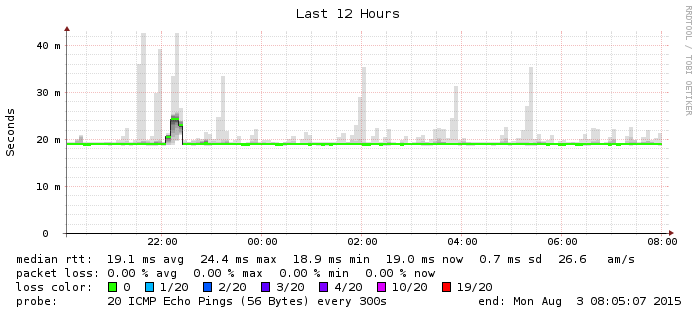 Last 12 Hours
RRDTOOL / TOBI OETIKER
Seconds
40 m
30 m
20 m
10 m
0
22:00 00:00 02:00 04:00 06:00 08:00
median rtt: 19.1 ms avg 24.4 ms max 18.9 ms min 19.0 ms now 0.7 ms sd 26.6 am/s
packet loss: 0.00 % avg 0.00 % max 0.00 % min 0.00 % now
loss color: 0 1/20 2/20 3/20 4/20 10/20 19/20
probe: 20 ICMP Echo Pings (56 Bytes) every 300s end: Mon Aug 3 08:05:07 2015